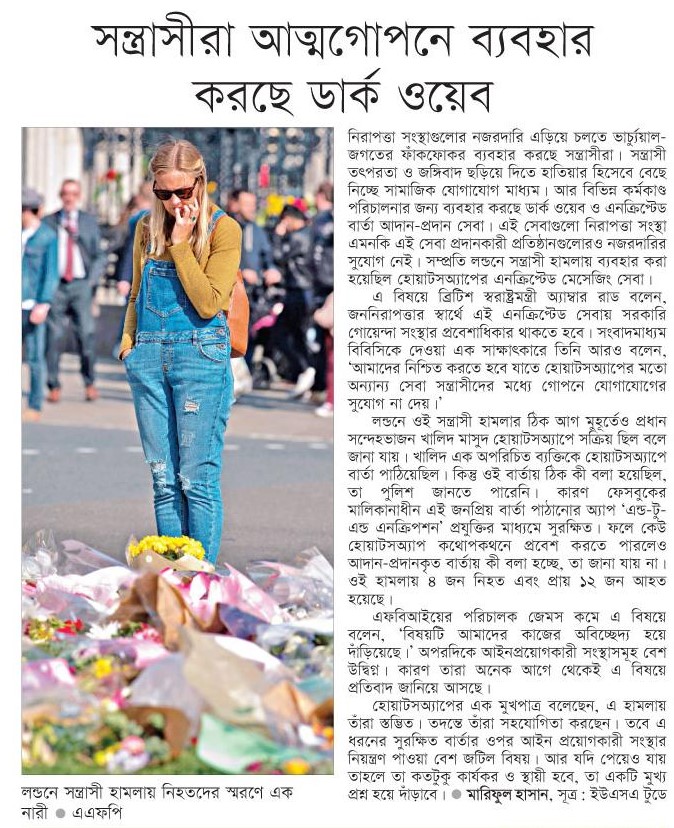 সন্ত্রাসীরা আত্মগোপনে ব্যবহার
করছে ডার্ক ওয়েব
নিরাপত্তা সংস্থাগুলোর নজরদারি এড়িয়ে চলতে ভার্চ্যুয়াল-
জগতের ফাঁকফোকর ব্যবহার করছে সন্ত্রাসীরা। সন্ত্রাসী
তৎপরতা ও জঙ্গিবাদ ছড়িয়ে দিতে হাতিয়ার হিসেবে বেছে
নিচ্ছে সামাজিক যোগাযোগ মাধ্যম। আর বিভিন্ন কর্মকাণ্ড
পরিচালনার জন্য ব্যবহার করছে ডার্ক ওয়েব ও এনক্রিপ্টেড
বার্তা আদান-প্রদান সেবা। এই সেবাগুলো নিরাপত্তা সংস্থা
এমনকি এই সেবা প্রদানকারী প্রতিষ্ঠানগুলোরও নজরদারির
সুযোগ নেই। সম্প্রতি লন্ডনে সন্ত্রাসী হামলায় ব্যবহার করা
হয়েছিল হোয়াটসঅ্যাপের এনক্রিপ্টেড মেসেজিং সেবা।
এ বিষয়ে ব্রিটিশ স্বরাষ্ট্রমন্ত্রী অ্যাম্বার রাড বলেন,
জননিরাপত্তার স্বার্থে এই এনক্রিপ্টেড সেবায় সরকারি
গোয়েন্দা সংস্থার প্রবেশাধিকার থাকতে হবে। সংবাদমাধ্যম
বিবিসিকে দেওয়া এক সাক্ষাৎকারে তিনি আরও বলেন,
‘আমাদের নিশ্চিত করতে হবে যাতে হোয়াটসঅ্যাপের মতো
অন্যান্য সেবা সন্ত্রাসীদের মধ্যে গোপনে যোগাযোগের
সুযোগ না দেয়।’
লন্ডনে ওই সন্ত্রাসী হামলার ঠিক আগ মুহূর্তেও প্রধান
সন্দেহভাজন খালিদ মাসুদ হোয়াটসঅ্যাপে সক্রিয় ছিল বলে
জানা যায়। খালিদ এক অপরিচিত ব্যক্তিকে হোয়াটসঅ্যাপে
বার্তা পাঠিয়েছিল। কিন্তু ওই বার্তায় ঠিক কী বলা হয়েছিল,
তা পুলিশ জানতে পারেনি। কারণ ফেসবুকের
মালিকানাধীন এই জনপ্রিয় বার্তা পাঠানোর অ্যাপ ‘এন্ড-টু-
এন্ড এনক্রিপশন’ প্রযুক্তির মাধ্যমে সুরক্ষিত। ফলে কেউ
হোয়াটসঅ্যাপ কথোপকথনে প্রবেশ করতে পারলেও
আদান-প্রদানকৃত বার্তায় কী বলা হচ্ছে, তা জানা যায় না।
ওই হামলায় ৪ জন নিহত এবং প্রায় ১২ জন আহত
হয়েছে।
এফবিআইয়ের পরিচালক জেমস কমে এ বিষয়ে
বলেন, ‘বিষয়টি আমাদের কাজের অবিচ্ছেদ্য হয়ে
দাঁড়িয়েছে।’ অপরদিকে আইনপ্রয়োগকারী সংস্থাসমূহ বেশ
উদ্বিগ্ন। কারণ তারা অনেক আগে থেকেই এ বিষয়ে
প্রতিবাদ জানিয়ে আসছে।
হোয়াটসঅ্যাপের এক মুখপাত্র বলেছেন, এ হামলায়
তাঁরা স্তম্ভিত। তদন্তে তাঁরা সহযোগিতা করছেন। তবে এ
ধরনের সুরক্ষিত বার্তার ওপর আইন প্রয়োগকারী সংস্থার
নিয়ন্ত্রণ পাওয়া বেশ জটিল বিষয়। আর যদি পেয়েও যায়
তাহলে তা কতটুকু কার্যকর ও স্থায়ী হবে, তা একটি মুখ্য
প্রশ্ন হয়ে দাঁড়াবে। ● মারিফুল হাসান, সূত্র : ইউএসএ টুডে
লন্ডনে সন্ত্রাসী হামলায় নিহতদের স্মরণে এক
নারী ● এএফপি